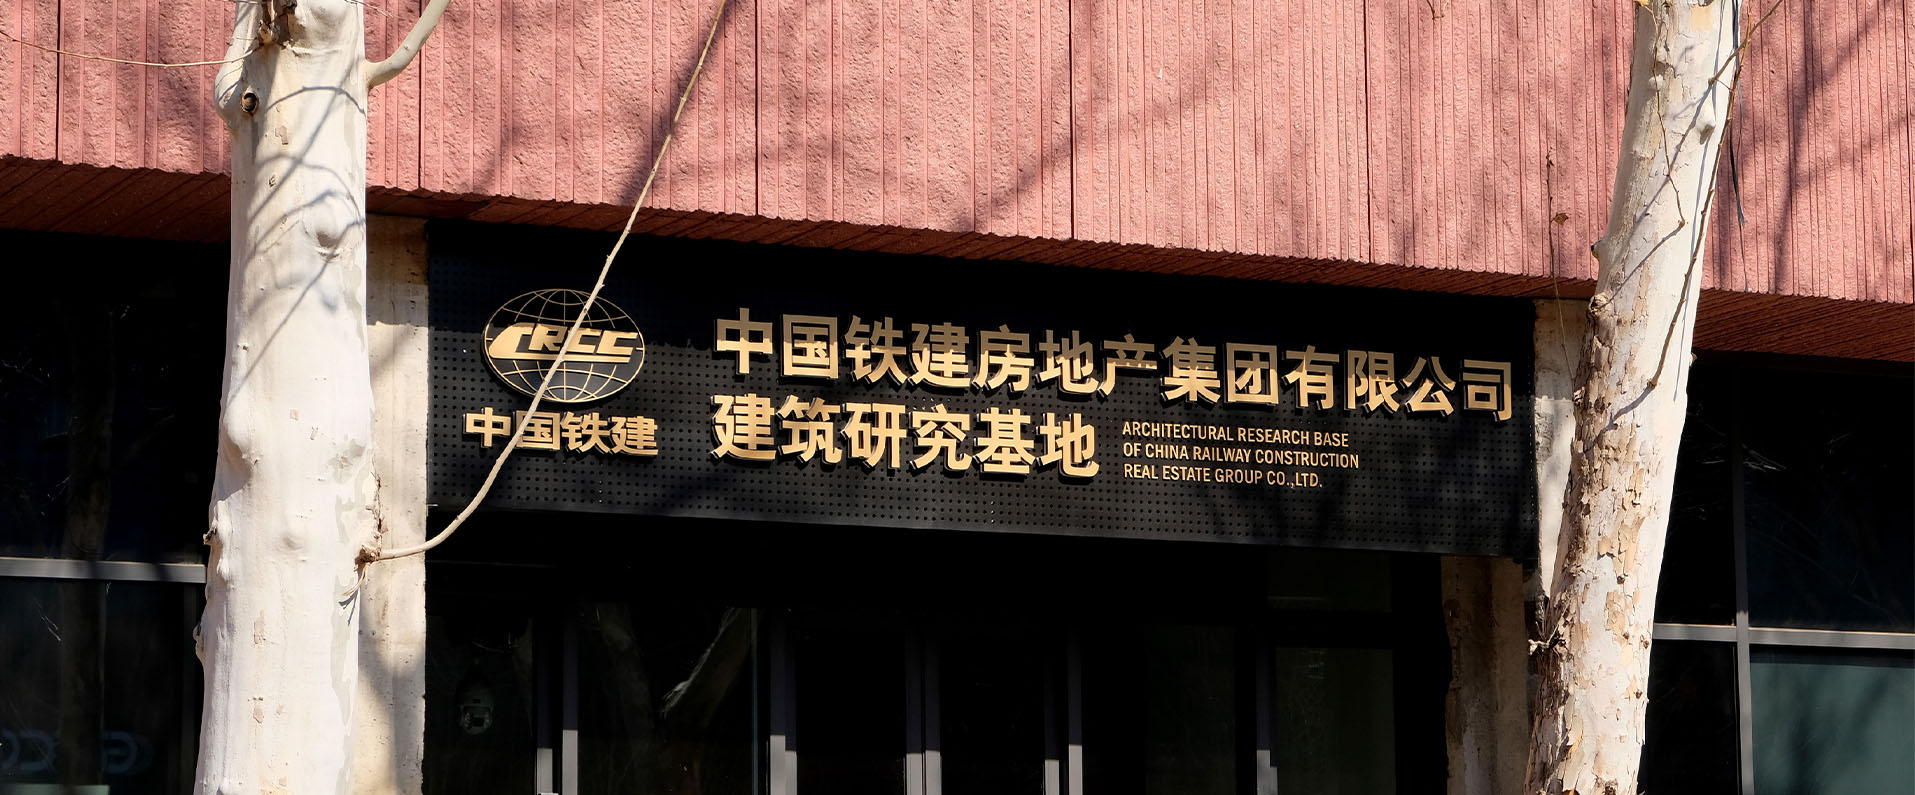 CRCC
中国铁建
中国铁建房地产集团有限公司
建筑研究基地
ARCHITECTURAL RESEARCH BASE
OF CHINA RAILWAY CONSTRUCTION
REAL ESTATE GROUP CO.,LTD.